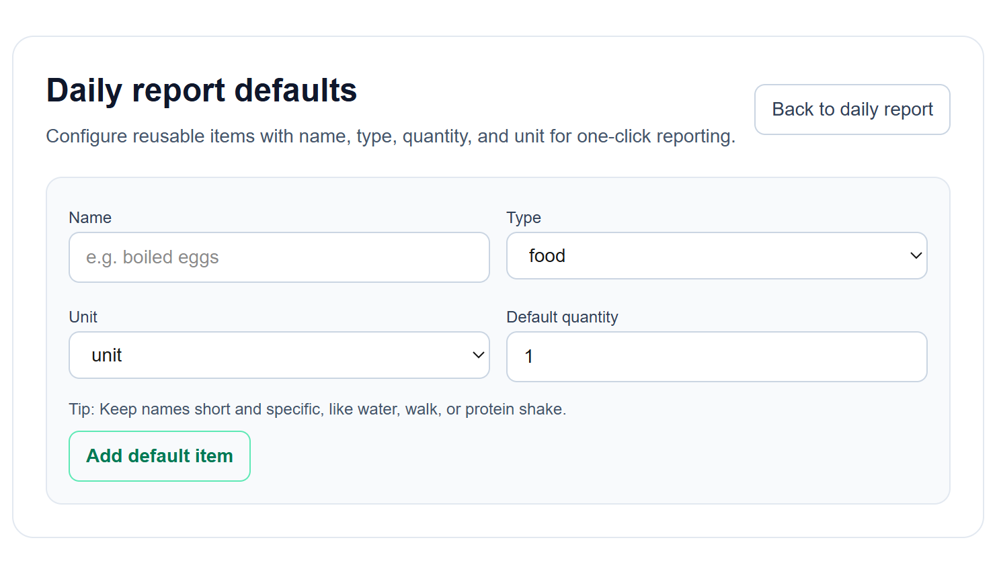 Daily report defaults
Back to daily report
Configure reusable items with name, type, quantity, and unit for one-click reporting.
Name
Type
e.g. boiled eggs
food
Unit
Default quantity
unit
1
Tip: Keep names short and specific, like water, walk, or protein shake.
Add default item